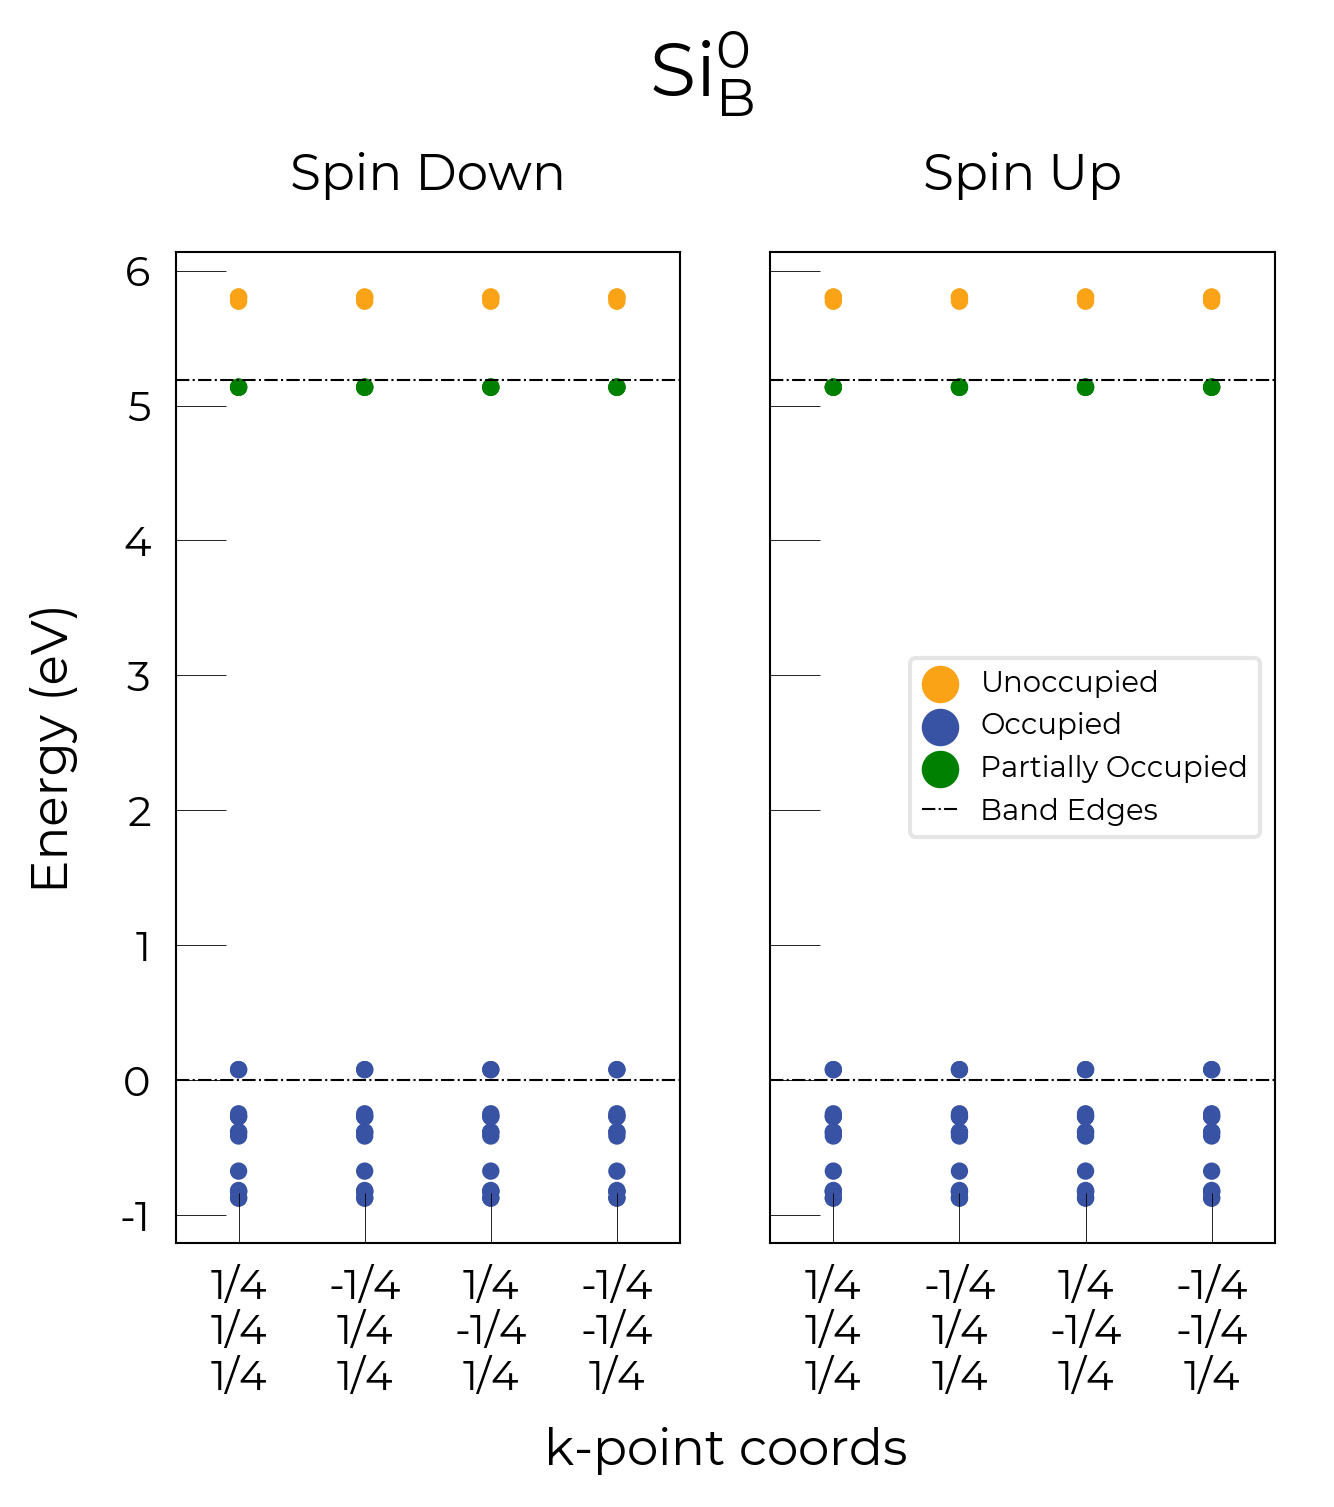 Si⁰_B
Spin Down
Spin Up
Energy (eV)
6
5
4
3
2
1
0
-1
Unoccupied
Occupied
Partially Occupied
Band Edges
1/4 -1/4 1/4 -1/4
1/4 1/4 -1/4 -1/4
1/4 1/4 1/4 1/4
1/4 -1/4 1/4 -1/4
1/4 1/4 -1/4 -1/4
1/4 1/4 1/4 1/4
k-point coords